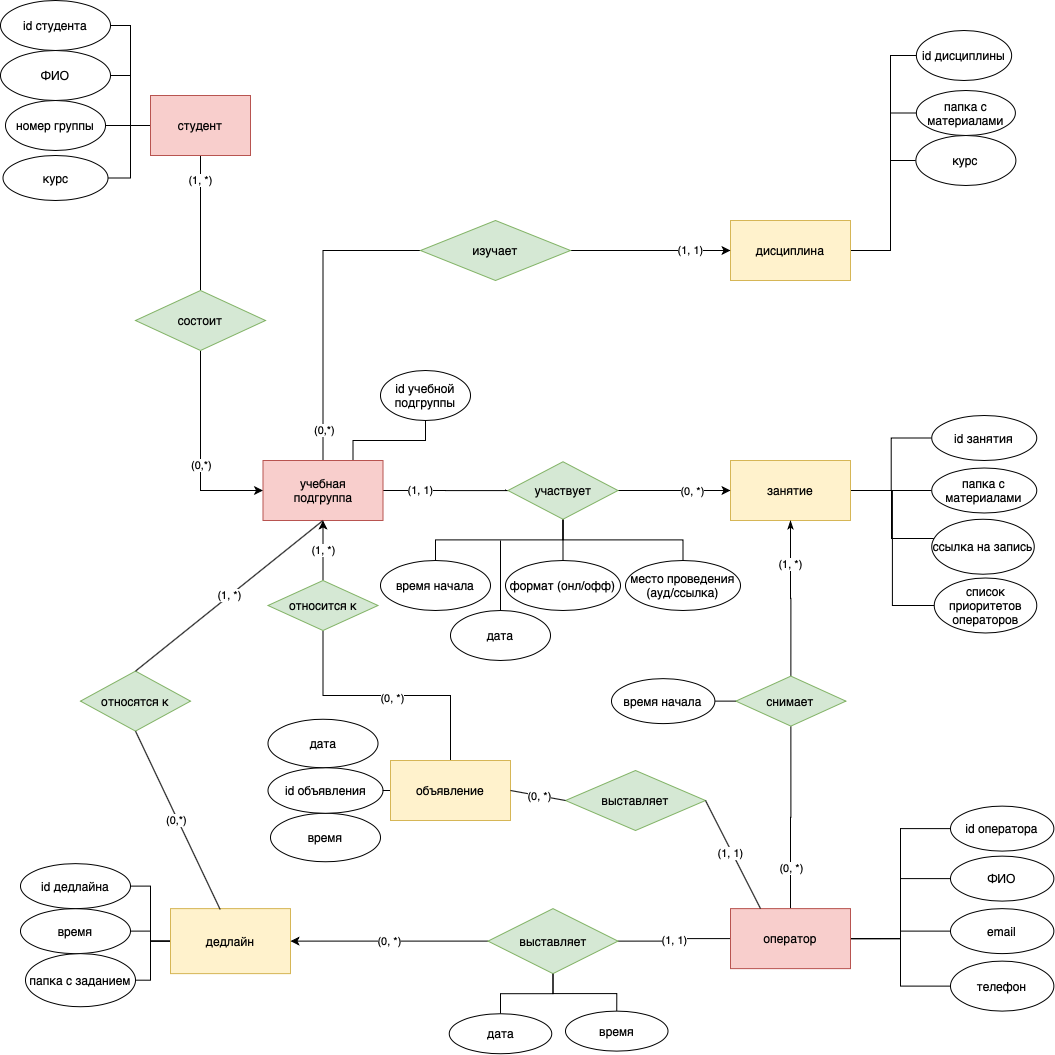 id студента
ФИО
номер группы
курс
студент
(1, *)
состоит
(0,*)
id дисциплины
папка с
материалами
курс
дисциплина
изучает
(1, 1)
(0,*)
id учебной
подгруппы
учебная
подгруппа
(1, 1)
участвует
(0, *)
занятие
id занятия
папка с
материалами
ссылка на запись
список
приоритетов
операторов
время начала
дата
формат (онл/офф)
место проведения
(ауд/ссылка)
(1, *)
относится к
(0, *)
(1, *)
относятся к
(0,*)
(1, *)
время начала
снимает
(0, *)
дата
id объявления
время
объявление
(0, *)
выставляет
(1, 1)
id дедлайна
время
папка с заданием
дедлайн
(0, *)
выставляет
(1, 1)
дата
время
оператор
id оператора
ФИО
email
телефон